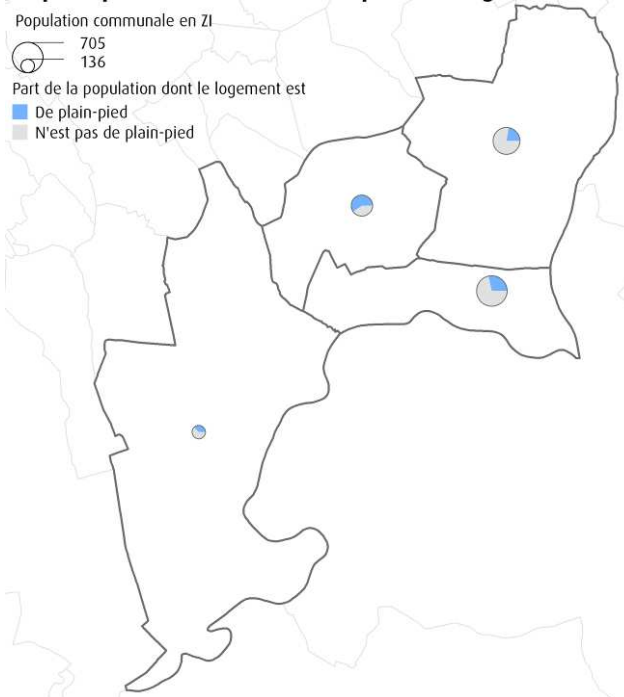 Population communale en ZI
705
136
Part de la population dont le logement est
De plain-pied
N'est pas de plain-pied